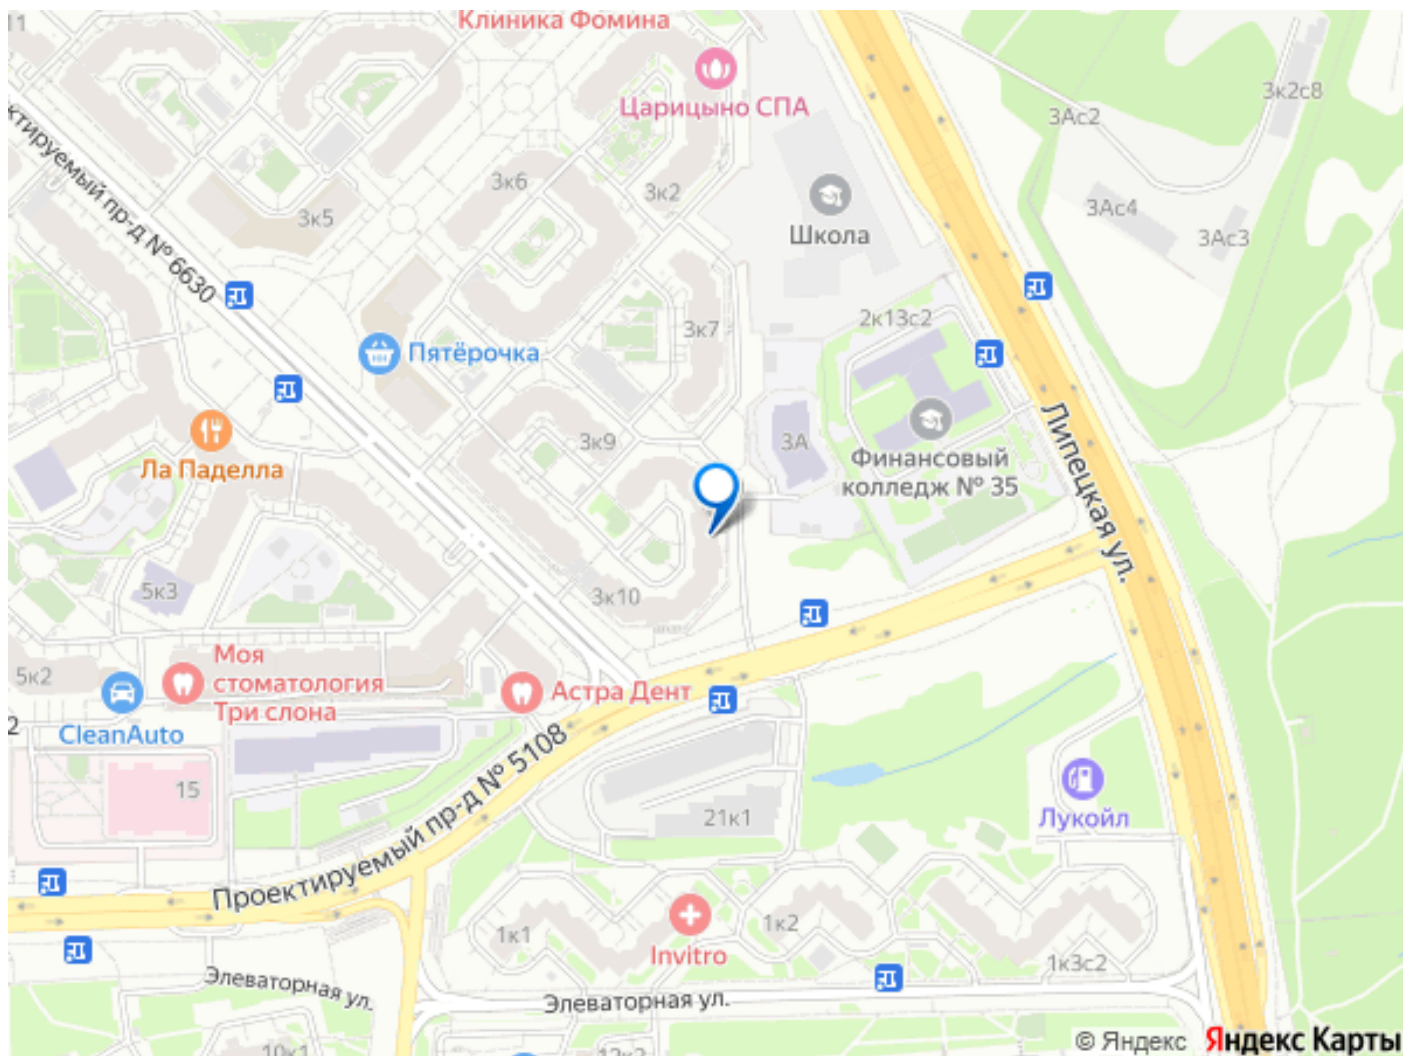 11
Клиника Фомина
Царицыно СПА
3к2с8
3Ас2
ктируемый пр-д № 6630
3к6
3к2
3к5
Школа
3Ас4
3Ас3
2к13с2
3к7
Пятёрочка
Ла Паделла
3к9
3А
Финансовый
колледж № 35
Липецкая ул.
5к3
3к10
5к2
Моя
стоматология
Три слона
Астра Дент
2
CleanAuto
15
Проектируемый пр-д № 5108
21к1
Лукойл
1к1
Invitro
1к2
1к3с2
Элеваторная ул.
Элеваторная ул.
10к1
© Яндекс
Яндекс Карты